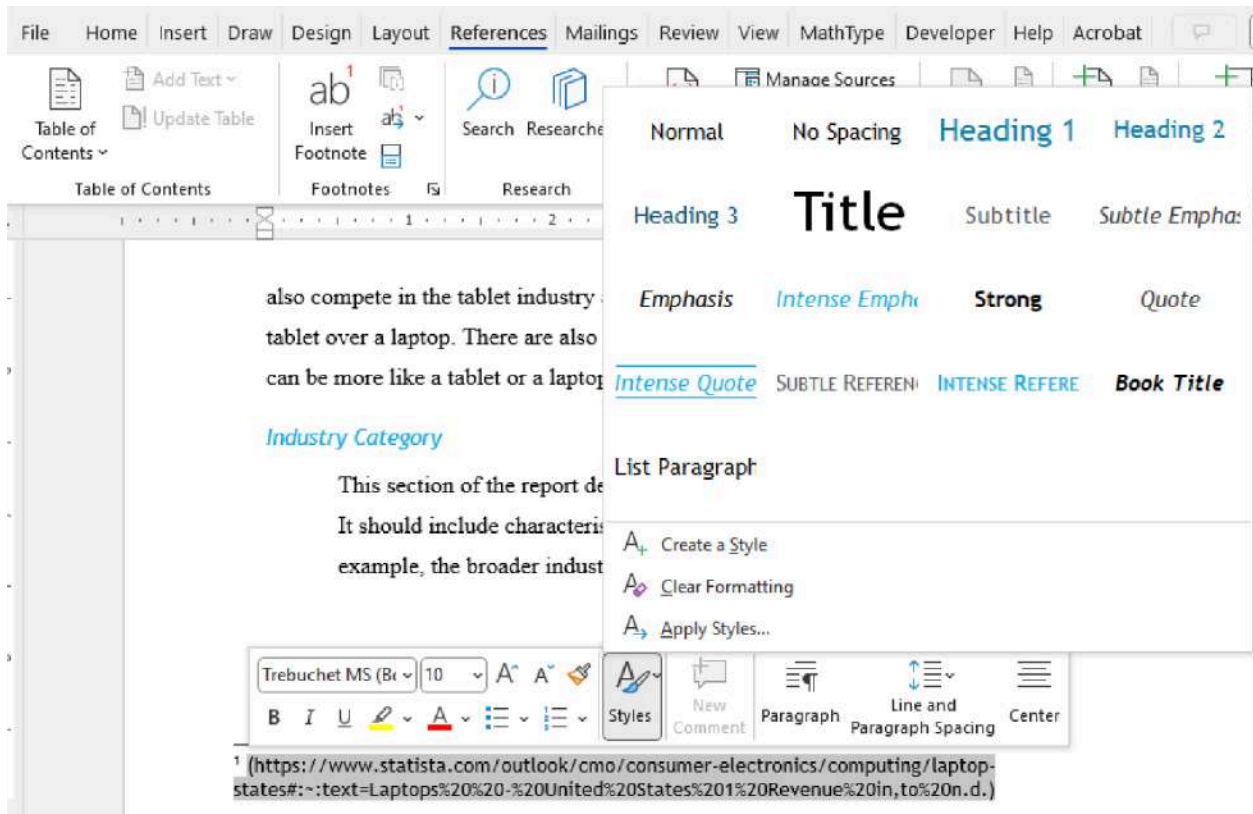 File Home Insert Draw Design Layout References Mailings Review View MathType Developer Help Acrobat
Table of
Contents
Add Text
Update Table
Table of Contents
ab1
Insert
Footnote
ab
Footnotes
Search Researche
Research
Manage Sources
1 2
also compete in the tablet industry
tablet over a laptop. There are also
can be more like a tablet or a laptop
Industry Category
This section of the report de
It should include characteris
example, the broader indust
Normal No Spacing Heading 1 Heading 2
Heading 3 Title Subtitle Subtle Emphas
Emphasis Intense Empha Strong Quote
Intense Quote SUBTLE REFEREN INTENSE REFERE Book Title
List Paragraph
Create a Style
Clear Formatting
Apply Styles...
Trebuchet MS (Bo 10 A A
B I U A
Styles
New
Comment
Paragraph
Line and
Paragraph Spacing
Center
1 (https://www.statista.com/outlook/cmo/consumer-electronics/computing/laptop-
states#:~:text=Laptops%20%20-%20United%20States%201%20Revenue%20in,to%20n.d.)